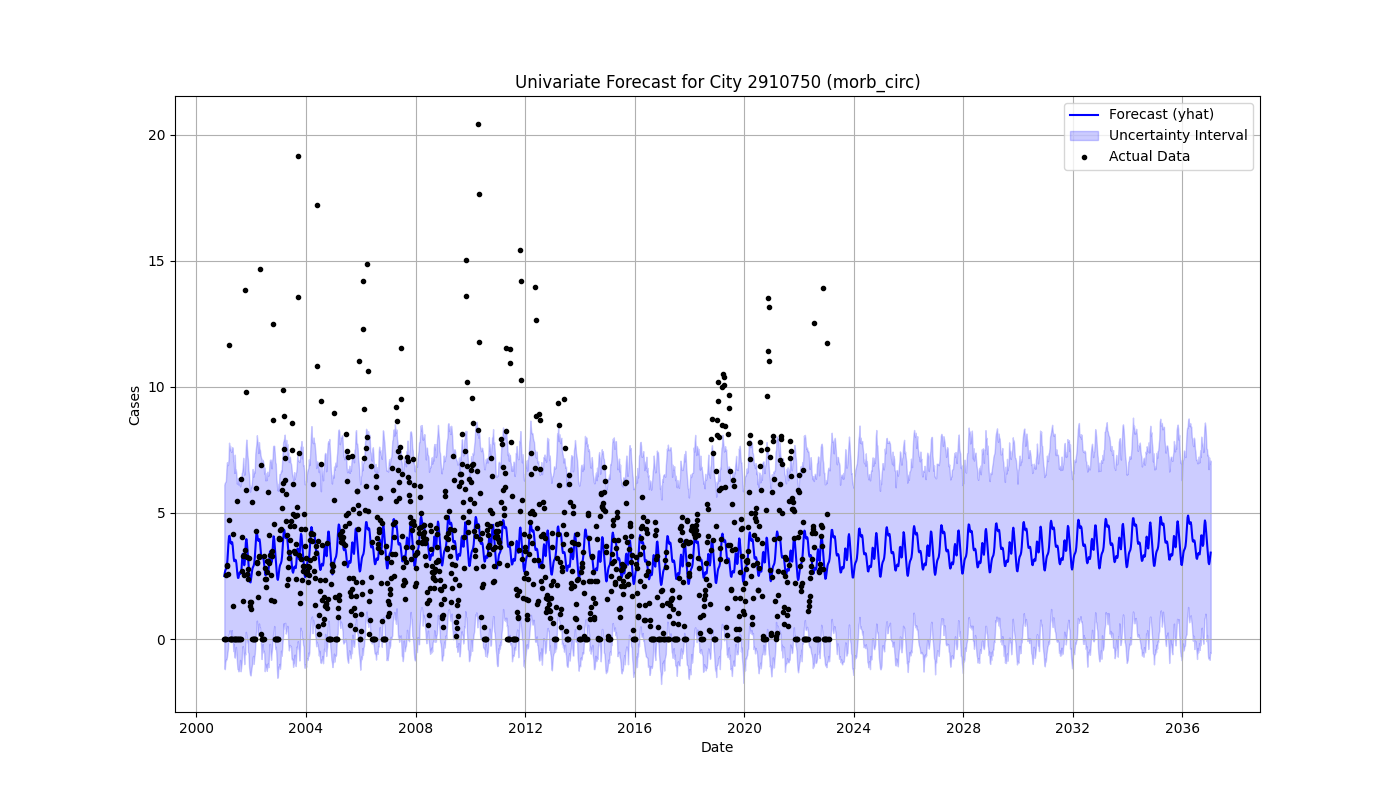 Univariate Forecast for City 2910750 (morb_circ)
Forecast (yhat)
Uncertainty Interval
Actual Data
20
15
10
5
0
Cases
2000
2004
2008
2012
2016
2020
2024
2028
2032
2036
Date